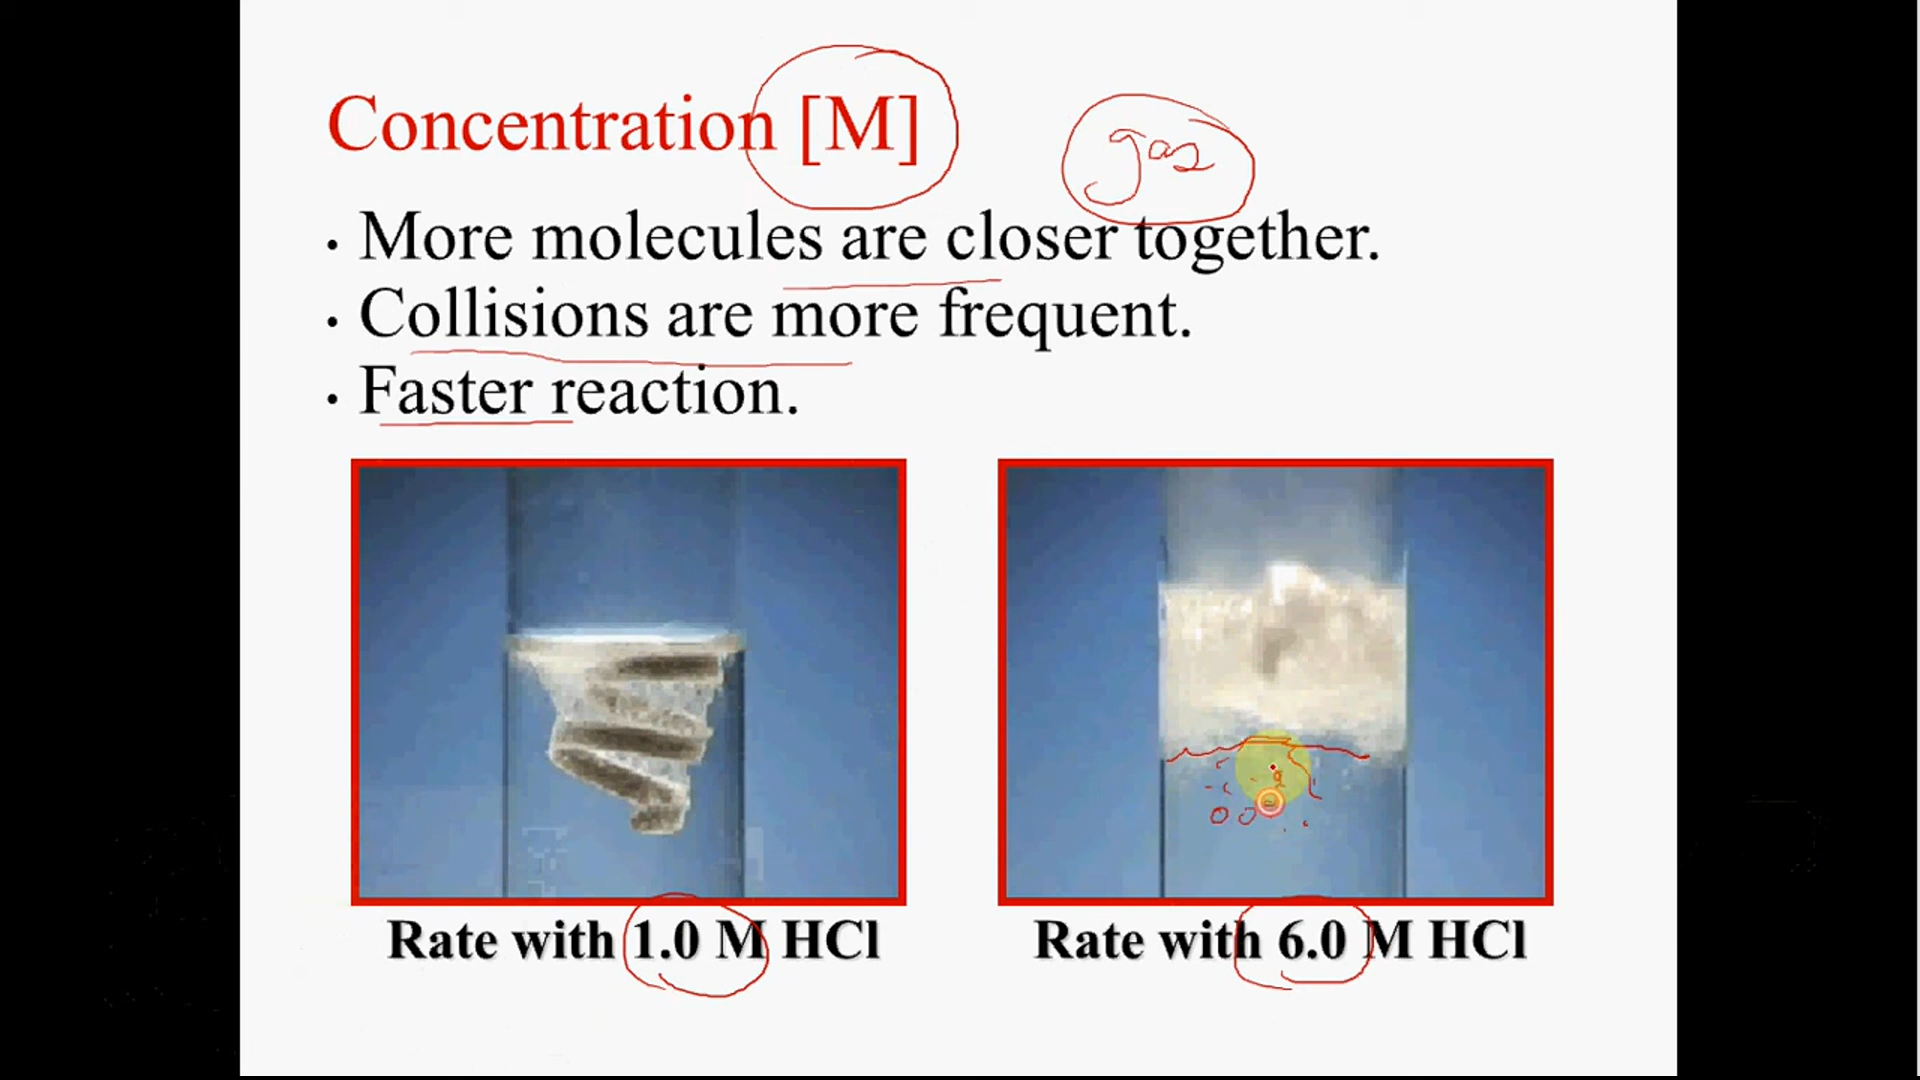 Concentration [M]
gas
• More molecules are closer together.
• Collisions are more frequent.
• Faster reaction.
Rate with 1.0 M HCl
Rate with 6.0 M HCl